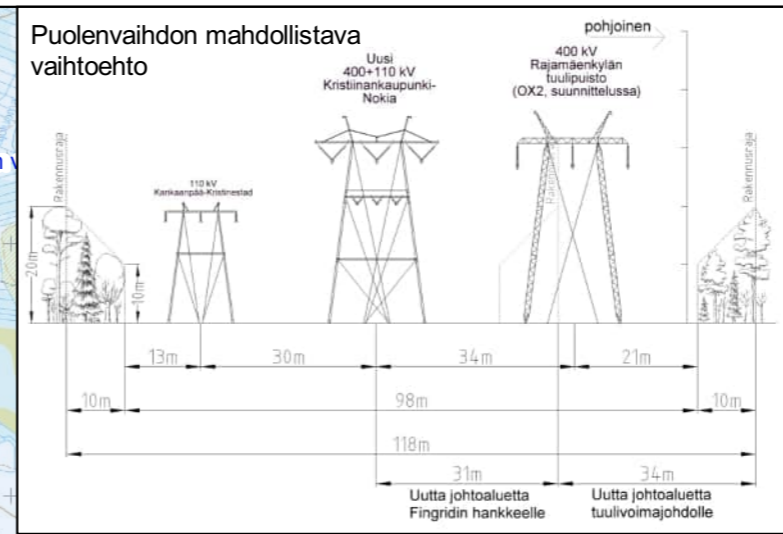 Puolenvaihdon mahdollistava
vaihtoehto
pohjoinen
Uusi
400+110 kV
Kristiinankaupunki-
Nokia
400 kV
Rajamäenkylän
tuulipuisto
(OX2, suunnittelussa)
110 kV
Kankaanpää-Kristinestad
Rakennusraja
Rakennusraja
20m
10m
13m
30m
34m
21m
10m
98m
10m
118m
31m
34m
Uutta johtoaluetta
Fingridin hankkeelle
Uutta johtoaluetta
tuulivoimajohdolle